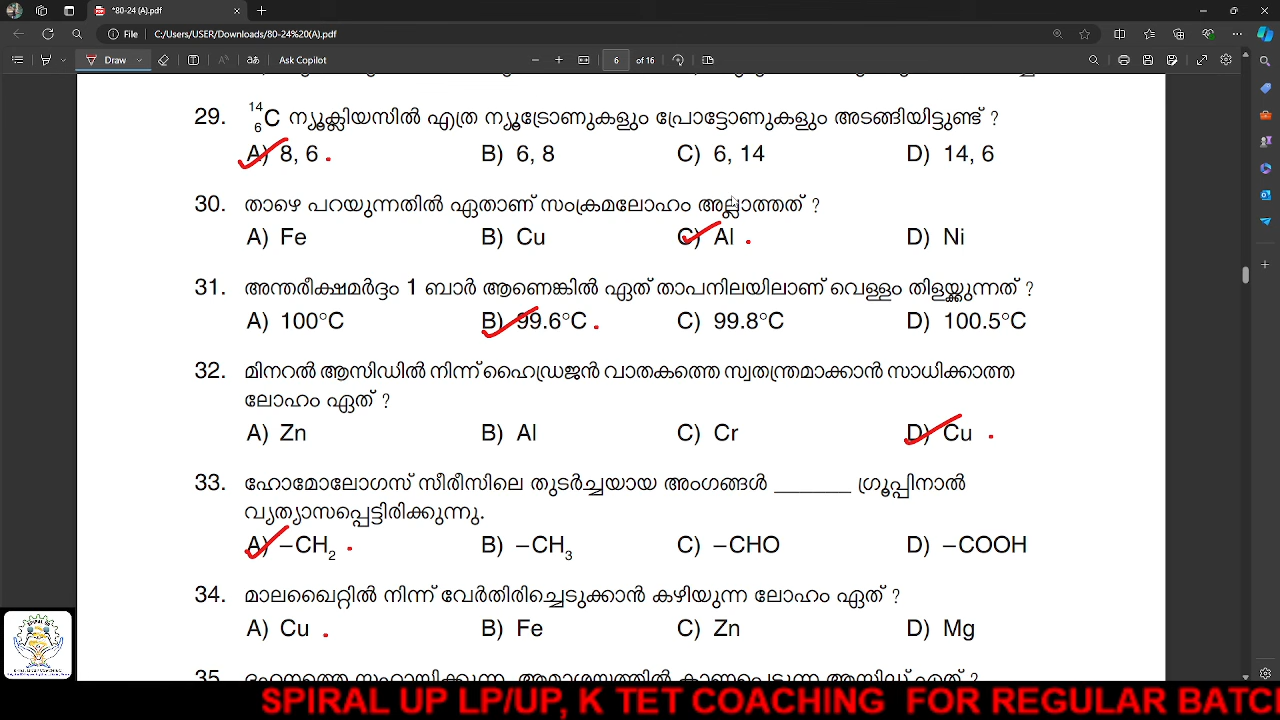 *80-24 (A).pdf
File C:/Users/USER/Downloads/80-24%20(A).pdf
Draw Ask Copilot 6 of 16
29. ¹⁴₆C ന്യൂക്ലിയസിൽ എത്ര ന്യൂട്രോണുകളും പ്രോട്ടോണുകളും അടങ്ങിയിട്ടുണ്ട് ?
A) 8, 6 B) 6, 8 C) 6, 14 D) 14, 6
30. താഴെ പറയുന്നതിൽ ഏതാണ് സംക്രമലോഹം അല്ലാത്തത് ?
A) Fe B) Cu C) Al D) Ni
31. അന്തരീക്ഷമർദ്ദം 1 ബാർ ആണെങ്കിൽ ഏത് താപനിലയിലാണ് വെള്ളം തിളയ്ക്കുന്നത് ?
A) 100°C B) 99.6°C C) 99.8°C D) 100.5°C
32. മിനറൽ ആസിഡിൽ നിന്ന് ഹൈഡ്രജൻ വാതകത്തെ സ്വതന്ത്രമാക്കാൻ സാധിക്കാത്ത
ലോഹം ഏത് ?
A) Zn B) Al C) Cr D) Cu
33. ഹോമോലോഗസ് സീരീസിലെ തുടർച്ചയായ അംഗങ്ങൾ _______ ഗ്രൂപ്പിനാൽ
വ്യത്യാസപ്പെട്ടിരിക്കുന്നു.
A) –CH₂ B) –CH₃ C) –CHO D) –COOH
34. മാലഖൈറ്റിൽ നിന്ന് വേർതിരിച്ചെടുക്കാൻ കഴിയുന്ന ലോഹം ഏത് ?
A) Cu B) Fe C) Zn D) Mg
35.
SPIRAL UP LP/UP, K TET COACHING FOR REGULAR BATC